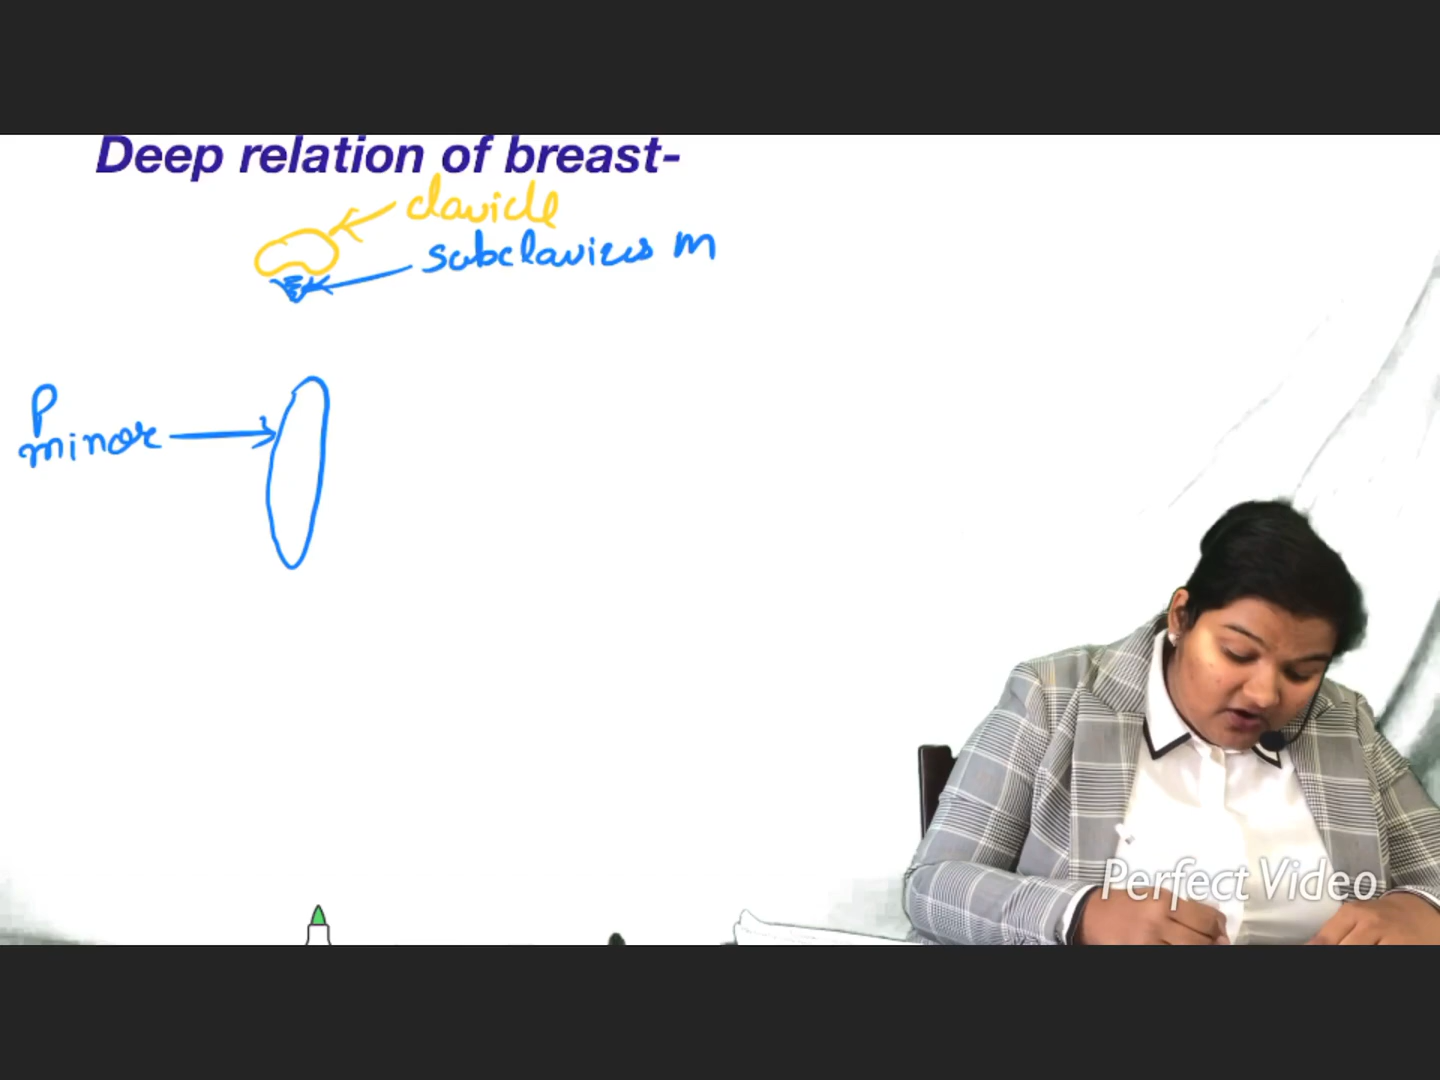 Deep relation of breast-
clavicle
subclavius m
P
minor
Perfect Video